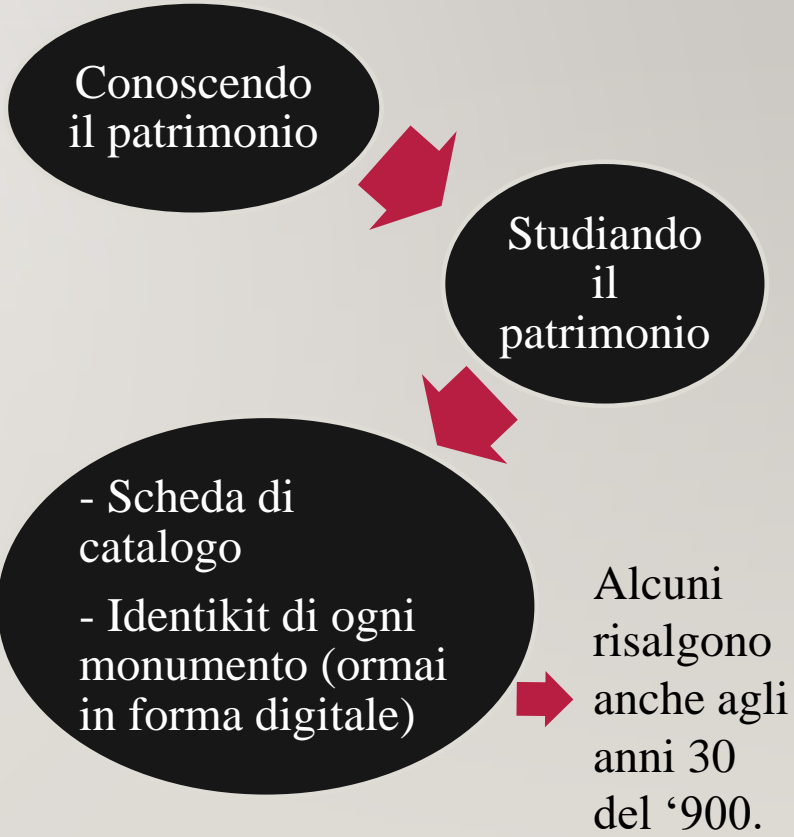 Conoscendo
il patrimonio
Studiando
il
patrimonio
- Scheda di
catalogo
- Identikit di ogni
monumento (ormai
in forma digitale)
Alcuni
risalgono
anche agli
anni 30
del ‘900.